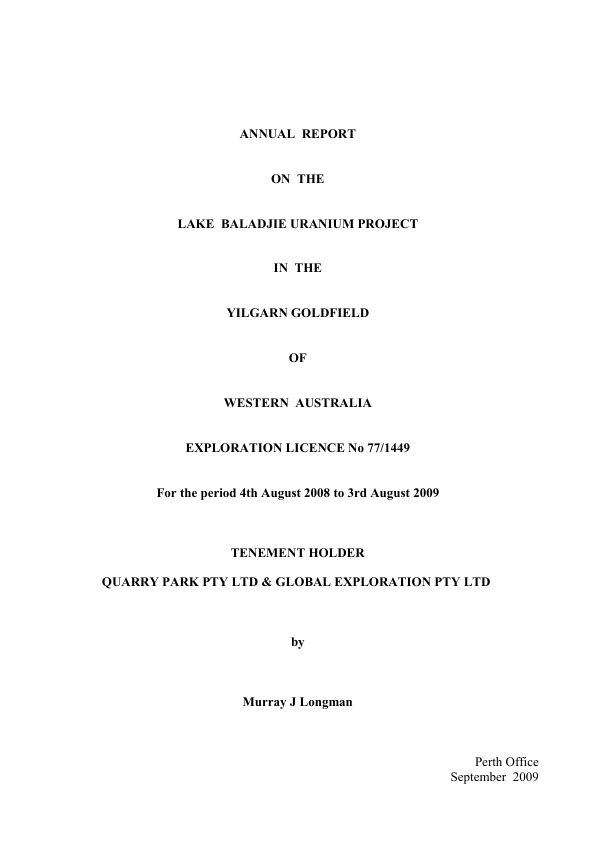 ANNUAL REPORT
ON THE
LAKE BALADJIE URANIUM PROJECT
IN THE
YILGARN GOLDFIELD
OF
WESTERN AUSTRALIA
EXPLORATION LICENCE No 77/1449
For the period 4th August 2008 to 3rd August 2009
TENEMENT HOLDER
QUARRY PARK PTY LTD & GLOBAL EXPLORATION PTY LTD
by
Murray J Longman
Perth Office
September 2009